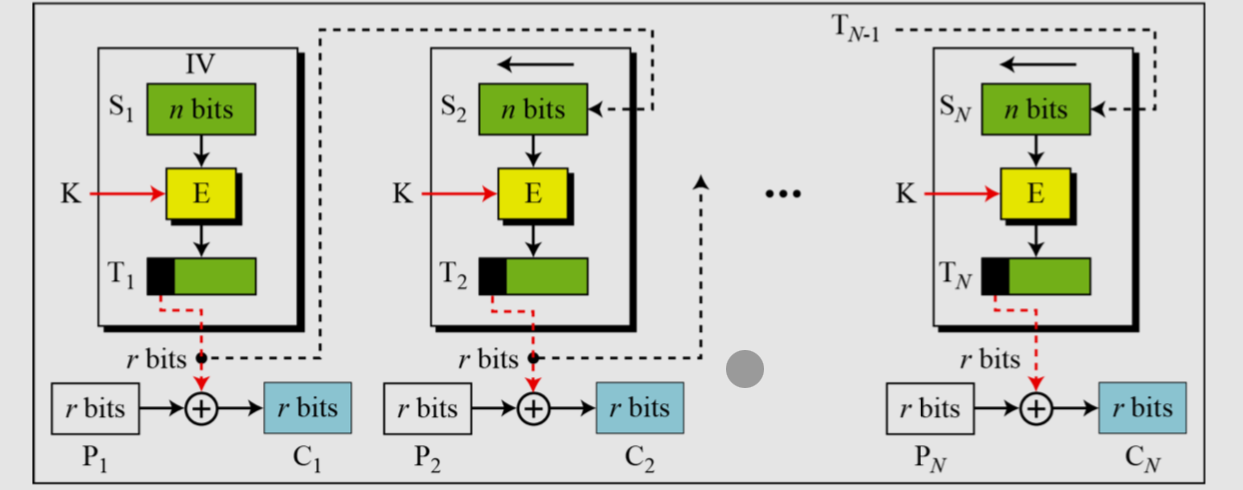 T_{N-1}
IV
S_1 n bits
S_2 n bits
S_N n bits
K E
K E
•••
K E
T_1
T_2
T_N
r bits
r bits
r bits
r bits + r bits
r bits + r bits
r bits + r bits
P_1 C_1
P_2 C_2
P_N C_N